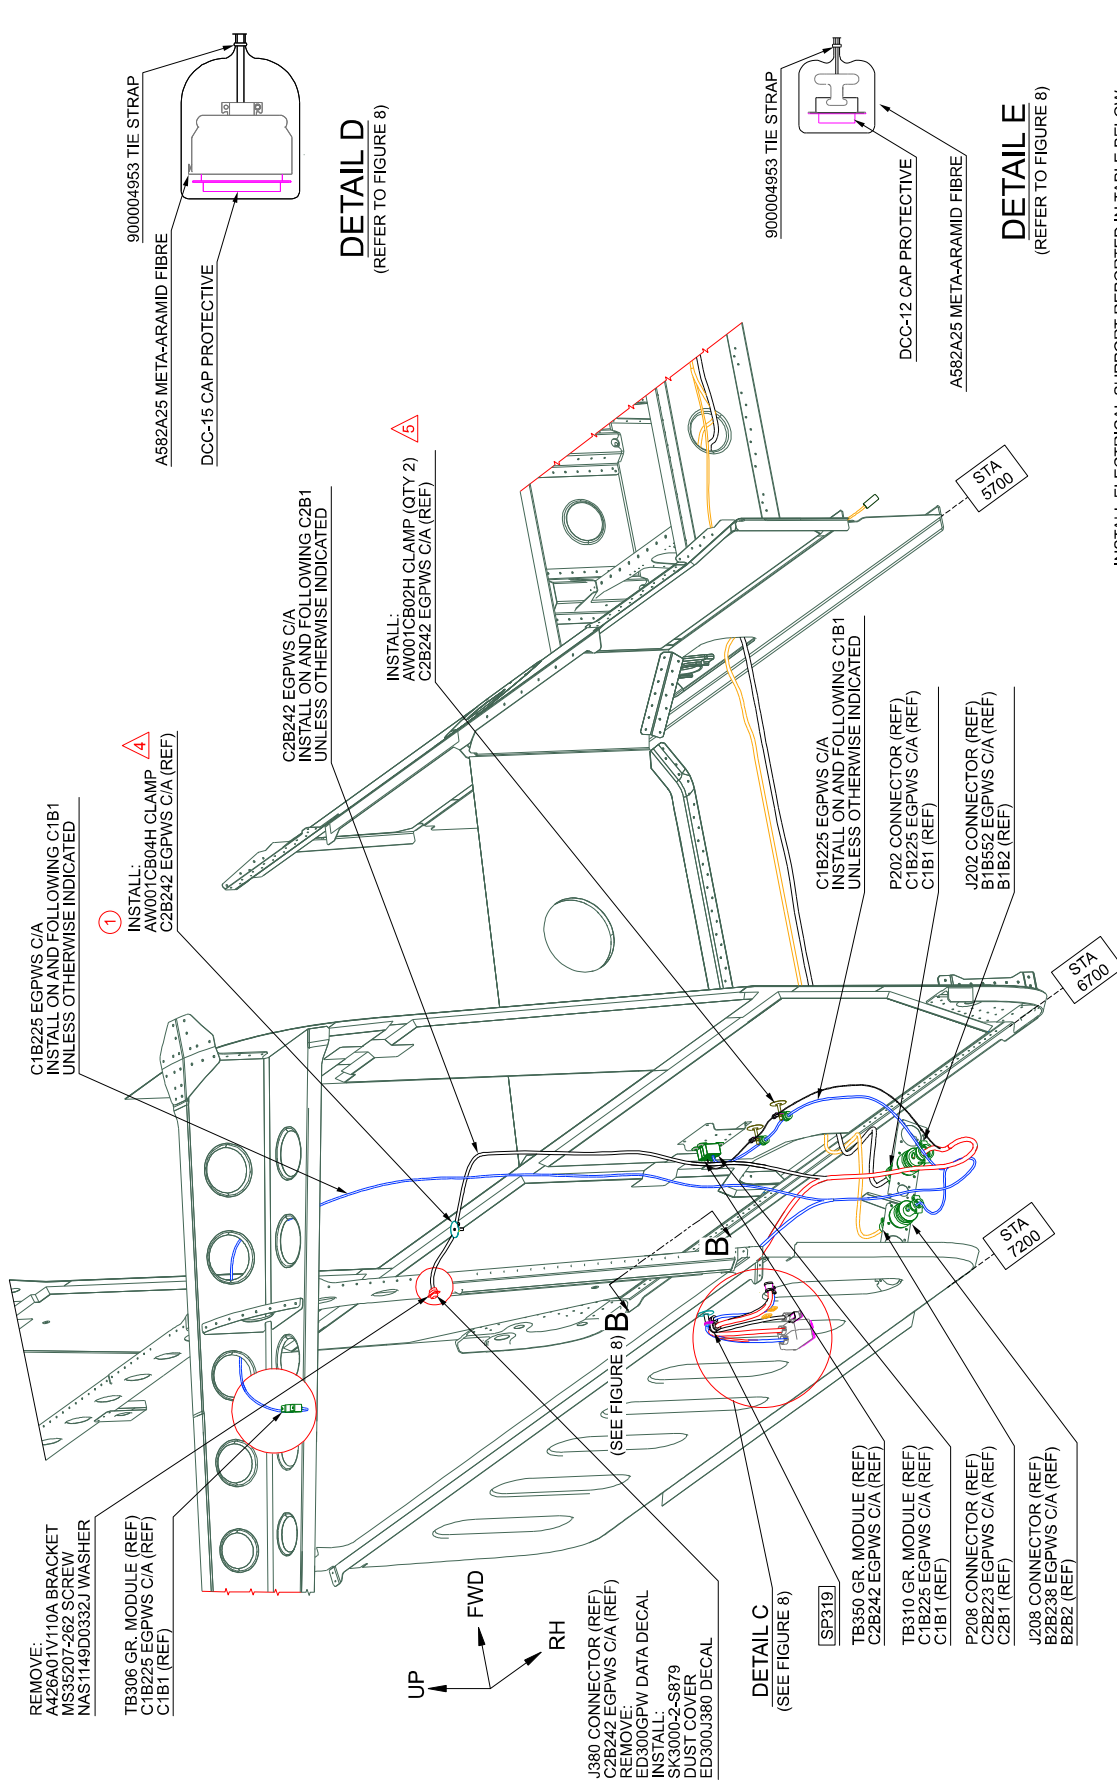 900004953 TIE STRAP
A582A25 META-ARAMID FIBRE
DCC-15 CAP PROTECTIVE
DETAIL D
(REFER TO FIGURE 8)
900004953 TIE STRAP
DCC-12 CAP PROTECTIVE
A582A25 META-ARAMID FIBRE
DETAIL E
(REFER TO FIGURE 8)
C1B225 EGPWS C/A
INSTALL ON AND FOLLOWING C1B1
UNLESS OTHERWISE INDICATED
1
INSTALL:
AW001CB04H CLAMP
C2B242 EGPWS C/A (REF)
4
C2B242 EGPWS C/A
INSTALL ON AND FOLLOWING C2B1
UNLESS OTHERWISE INDICATED
INSTALL:
AW001CB02H CLAMP (QTY 2)
C2B242 EGPWS C/A (REF)
5
STA
5700
C1B225 EGPWS C/A
INSTALL ON AND FOLLOWING C1B1
UNLESS OTHERWISE INDICATED
P202 CONNECTOR (REF)
C1B225 EGPWS C/A (REF)
C1B1 (REF)
J202 CONNECTOR (REF)
B1B552 EGPWS C/A (REF)
B1B2 (REF)
STA
6700
STA
7200
B
B
(SEE FIGURE 8)
REMOVE:
A426A01V110A BRACKET
MS35207-262 SCREW
NAS1149D0332J WASHER
TB306 GR. MODULE (REF)
C1B225 EGPWS C/A (REF)
C1B1 (REF)
UP
FWD
RH
J380 CONNECTOR (REF)
C2B242 EGPWS C/A (REF)
REMOVE:
ED300GPW DATA DECAL
INSTALL:
SK3000-2-S879
DUST COVER
ED300J380 DECAL
DETAIL C
(SEE FIGURE 8)
SP319
TB350 GR. MODULE (REF)
C2B242 EGPWS C/A (REF)
TB310 GR. MODULE (REF)
C1B225 EGPWS C/A (REF)
C1B1 (REF)
P208 CONNECTOR (REF)
C2B223 EGPWS C/A (REF)
C2B1 (REF)
J208 CONNECTOR (REF)
B2B238 EGPWS C/A (REF)
B2B2 (REF)
INSTALL ELECTRICAL SUPPORT REPORTED IN TABLE BELOW